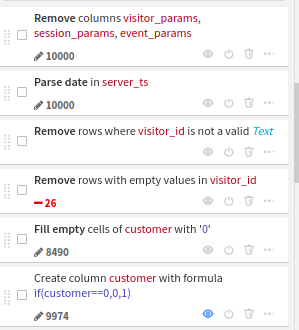 Remove columns visitor_params,
session_params, event_params
10000
Parse date in server_ts
10000
Remove rows where visitor_id is not a valid Text
Remove rows with empty values in visitor_id
26
Fill empty cells of customer with '0'
8490
Create column customer with formula
if(customer==0,0,1)
9974